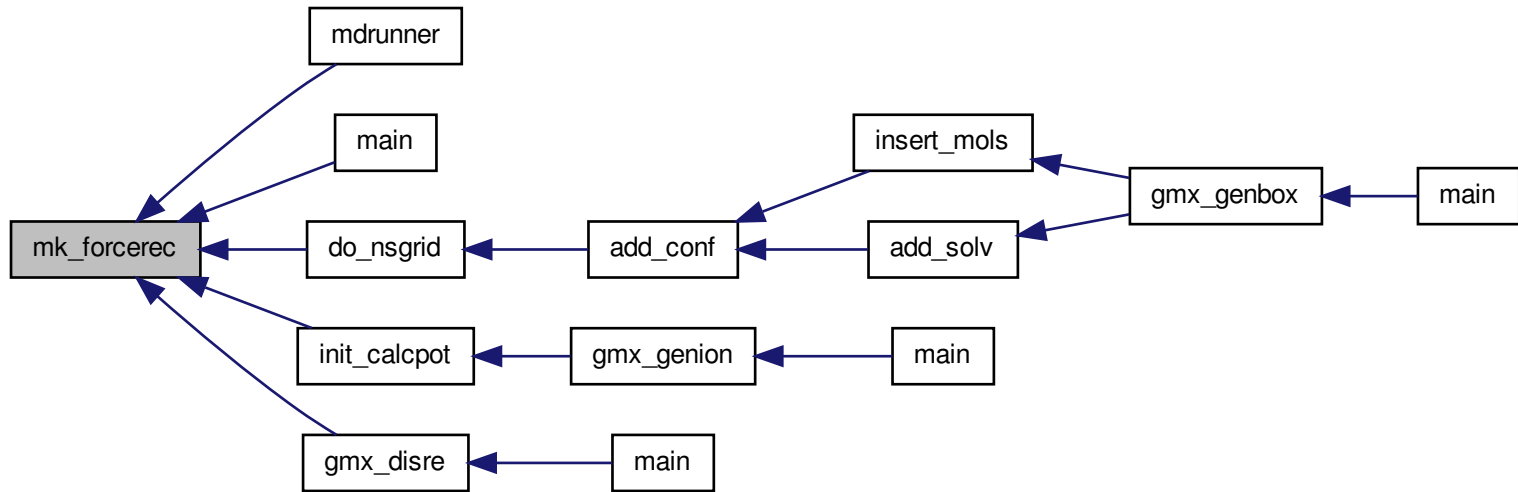 mdrunner
main
insert_mols
gmx_genbox
main
mk_forcerec
do_nsgrid
add_conf
add_solv
init_calcpot
gmx_genion
main
gmx_disre
main